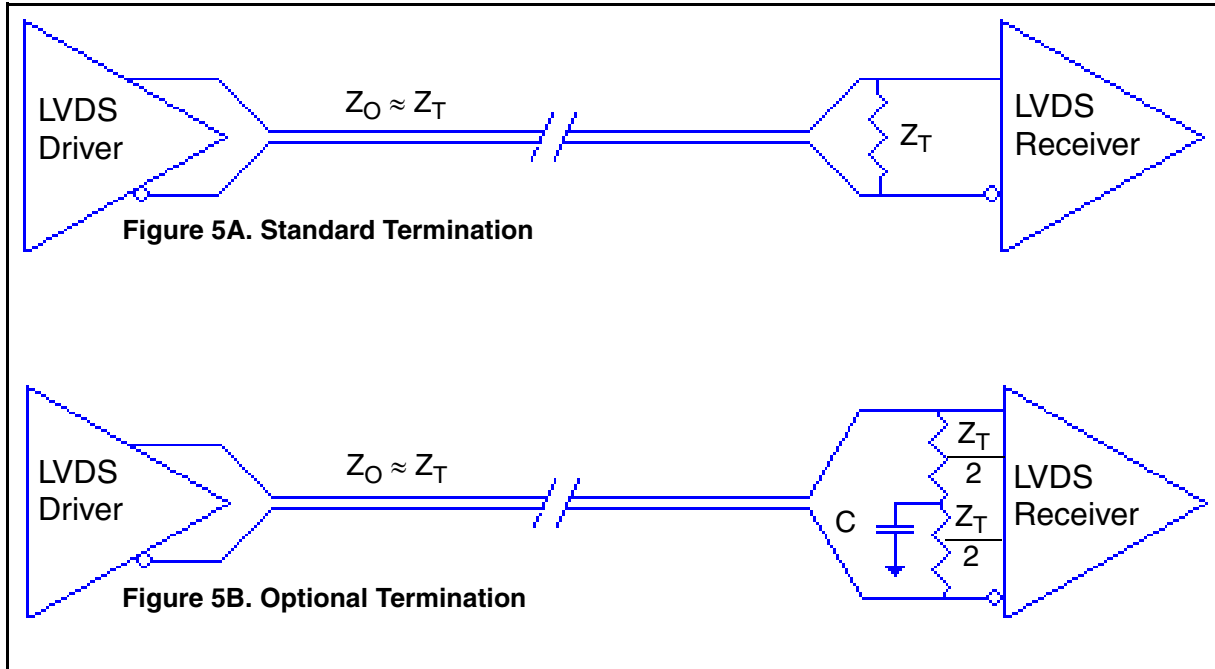 LVDS
Driver
Z_O ≈ Z_T
Z_T
LVDS
Receiver
Figure 5A. Standard Termination
LVDS
Driver
Z_O ≈ Z_T
C
Z_T
2
Z_T
2
LVDS
Receiver
Figure 5B. Optional Termination